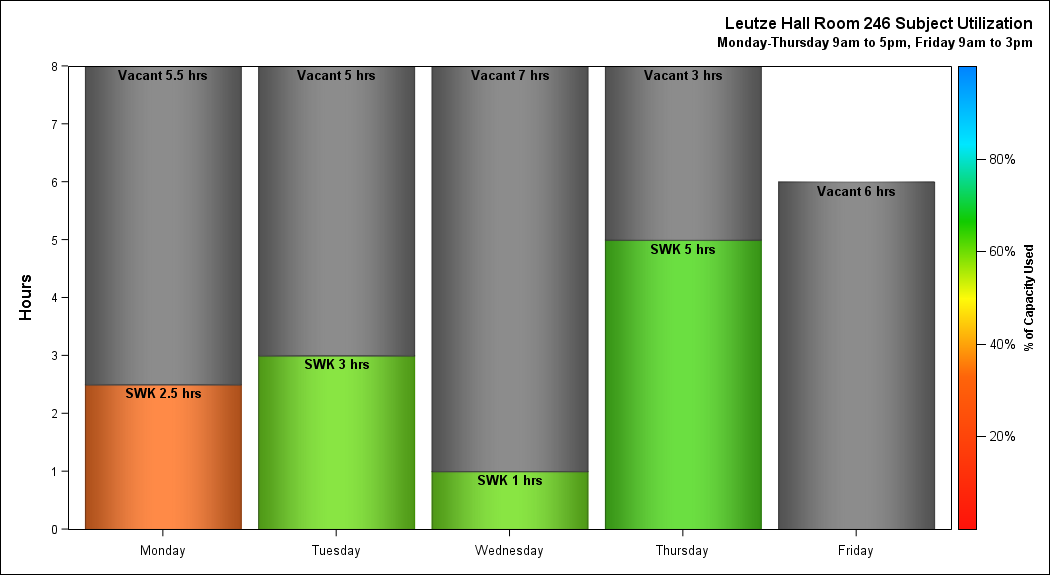 Leutze Hall Room 246 Subject Utilization
Monday-Thursday 9am to 5pm, Friday 9am to 3pm
Hours
8
7
6
5
4
3
2
1
0
Vacant 5.5 hrs
SWK 2.5 hrs
Vacant 5 hrs
SWK 3 hrs
Vacant 7 hrs
SWK 1 hrs
Vacant 3 hrs
SWK 5 hrs
Vacant 6 hrs
Monday
Tuesday
Wednesday
Thursday
Friday
80%
60%
40%
20%
% of Capacity Used